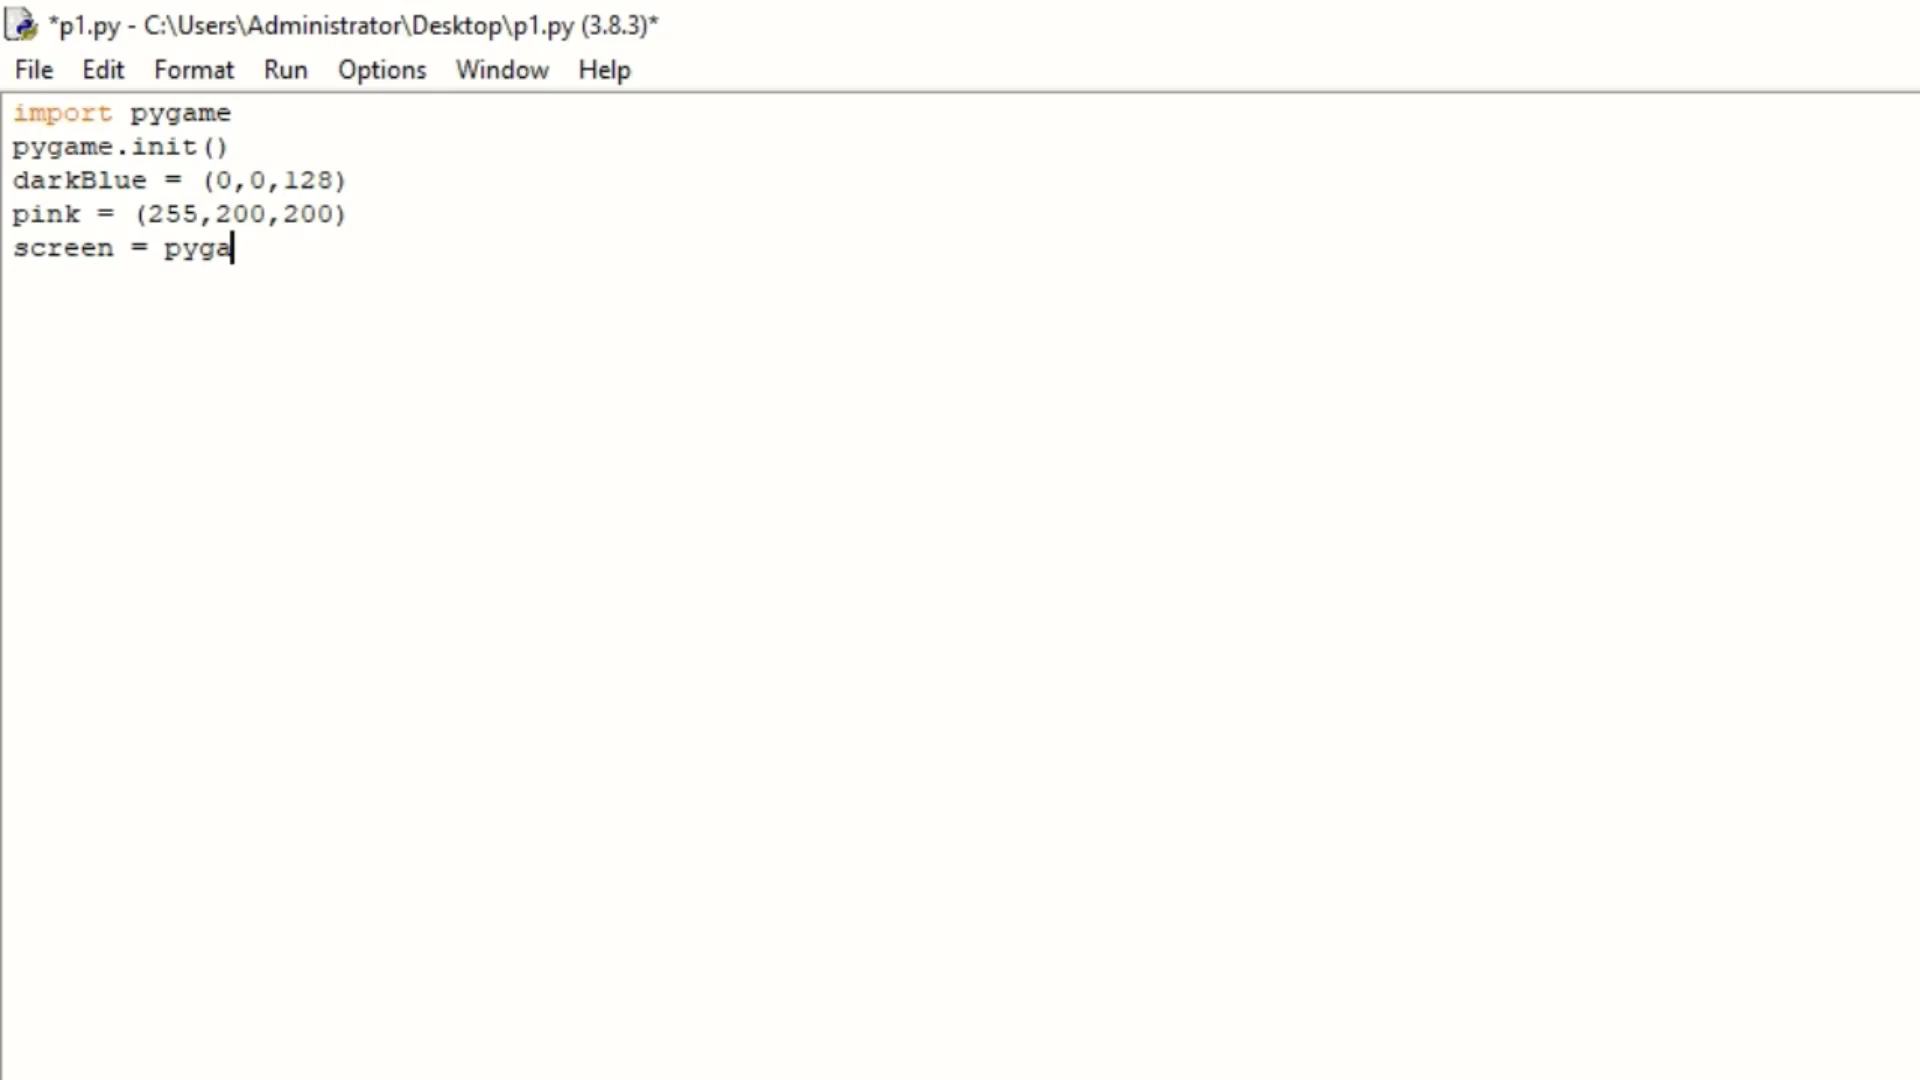 *p1.py - C:\Users\Administrator\Desktop\p1.py (3.8.3)*
File Edit Format Run Options Window Help
import pygame
pygame.init()
darkBlue = (0,0,128)
pink = (255,200,200)
screen = pyga